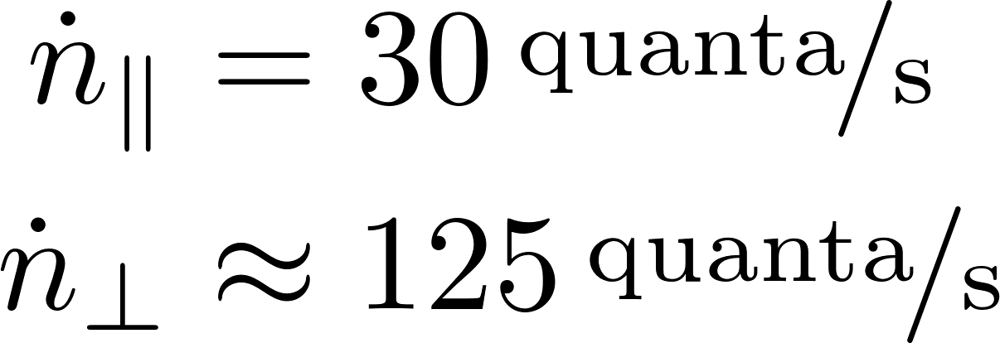 ṅ∥ = 30 quanta/s
ṅ⊥ ≈ 125 quanta/s